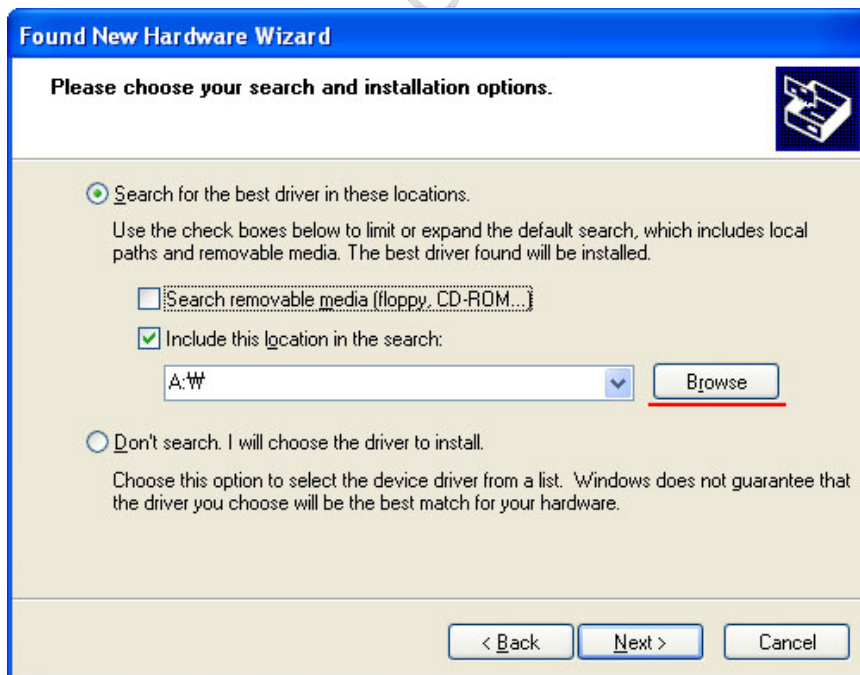 Found New Hardware Wizard
Please choose your search and installation options.
Search for the best driver in these locations.
Use the check boxes below to limit or expand the default search, which includes local
paths and removable media. The best driver found will be installed.
Search removable media (floppy, CD-ROM...)
Include this location in the search:
A:₩
Browse
Don't search. I will choose the driver to install.
Choose this option to select the device driver from a list. Windows does not guarantee that
the driver you choose will be the best match for your hardware.
< Back
Next >
Cancel